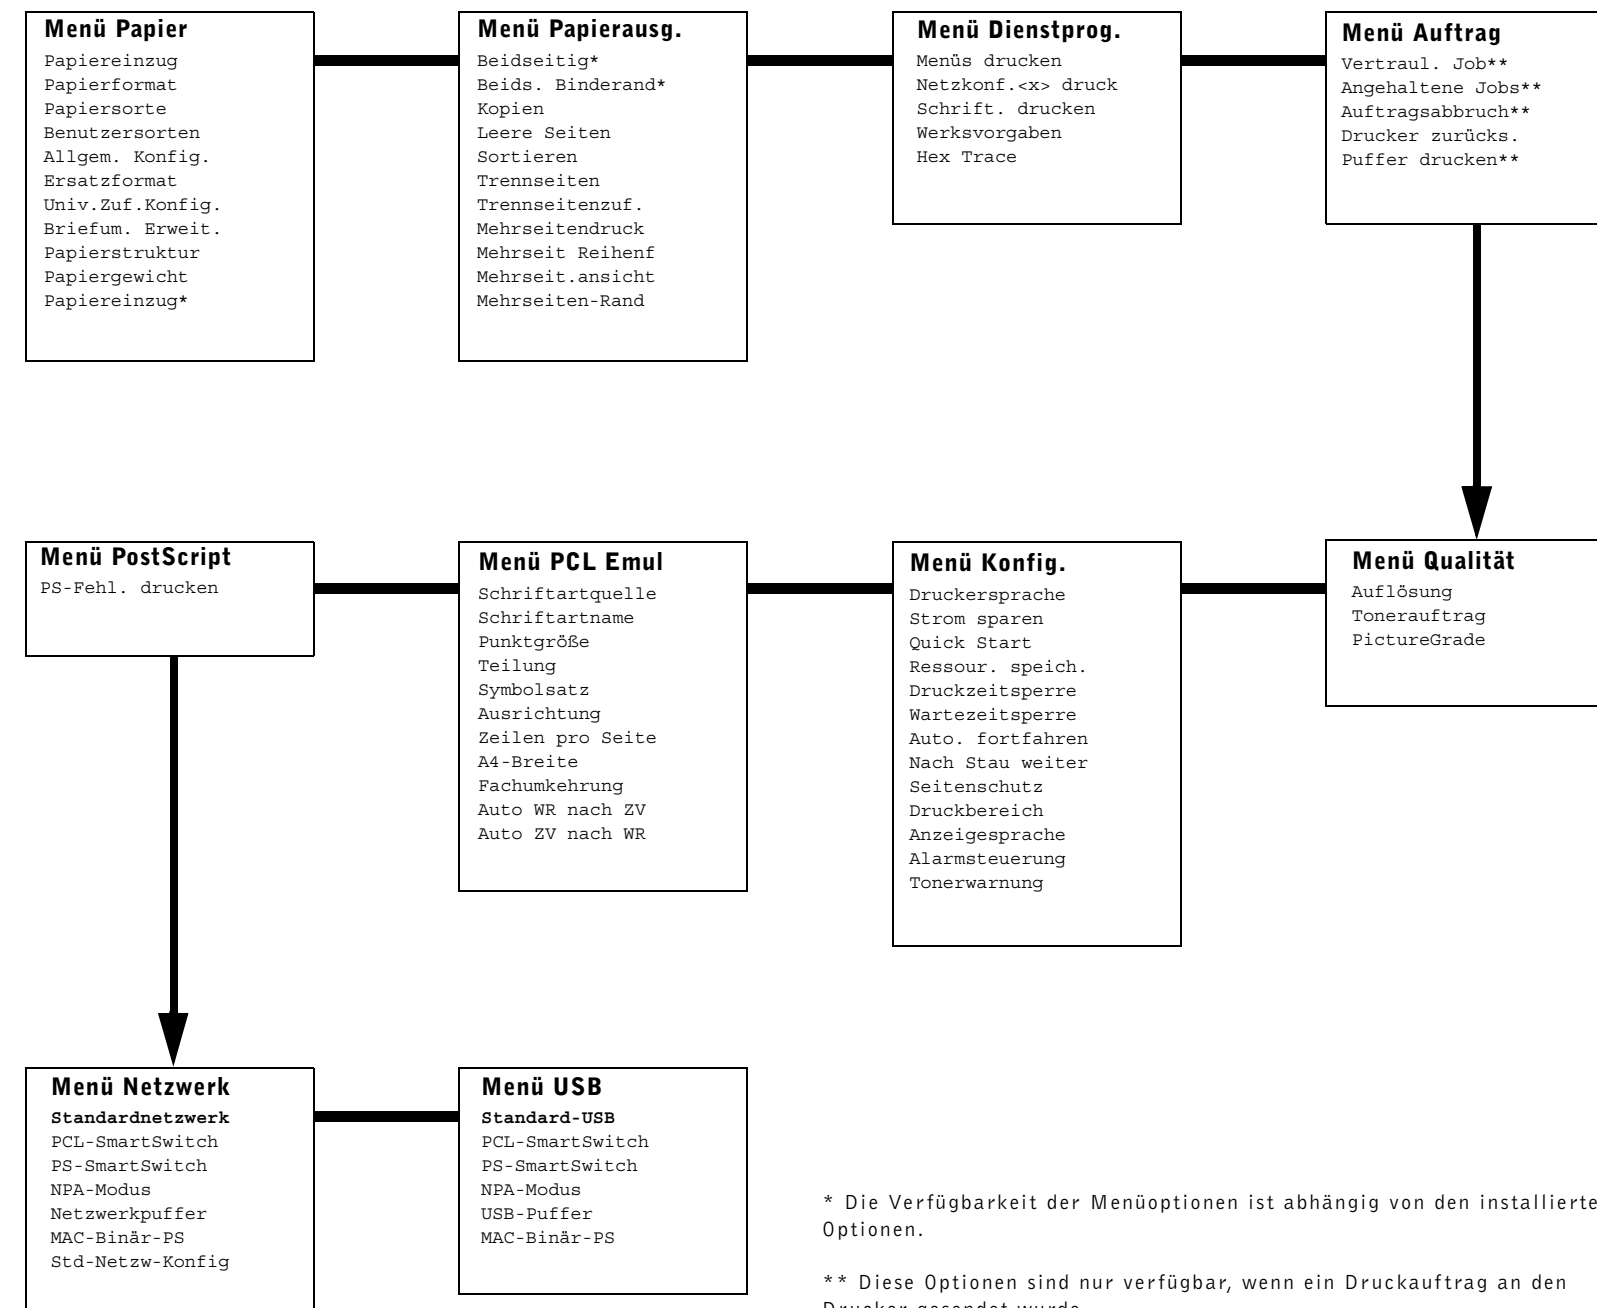 Menü Papier
Papiereinzug
Papierformat
Papiersorte
Benutzersorten
Allgem. Konfig.
Ersatzformat
Univ.Zuf.Konfig.
Briefum. Erweit.
Papierstruktur
Papiergewicht
Papiereinzug*
Menü Papierausg.
Beidseitig*
Beids. Binderand*
Kopien
Leere Seiten
Sortieren
Trennseiten
Trennseitenzuf.
Mehrseitendruck
Mehrseit Reihenf
Mehrseit.ansicht
Mehrseiten-Rand
Menü Dienstprog.
Menüs drucken
Netzkonf.<x> druck
Schrift. drucken
Werksvorgaben
Hex Trace
Menü Auftrag
Vertraul. Job**
Angehaltene Jobs**
Auftragsabbruch**
Drucker zurücks.
Puffer drucken**
Menü PostScript
PS-Fehl. drucken
Menü PCL Emul
Schriftartquelle
Schriftartname
Punktgröße
Teilung
Symbolsatz
Ausrichtung
Zeilen pro Seite
A4-Breite
Fachumkehrung
Auto WR nach ZV
Auto ZV nach WR
Menü Konfig.
Druckersprache
Strom sparen
Quick Start
Ressour. speich.
Druckzeitsperre
Wartezeitsperre
Auto. fortfahren
Nach Stau weiter
Seitenschutz
Druckbereich
Anzeigesprache
Alarmsteuerung
Tonerwarnung
Menü Qualität
Auflösung
Tonerauftrag
PictureGrade
Menü Netzwerk
Standardnetzwerk
PCL-SmartSwitch
PS-SmartSwitch
NPA-Modus
Netzwerkpuffer
MAC-Binär-PS
Std-Netzw-Konfig
Menü USB
Standard-USB
PCL-SmartSwitch
PS-SmartSwitch
NPA-Modus
USB-Puffer
MAC-Binär-PS
* Die Verfügbarkeit der Menüoptionen ist abhängig von den installierte
Optionen.
** Diese Optionen sind nur verfügbar, wenn ein Druckauftrag an den
Drucker gesendet wurde